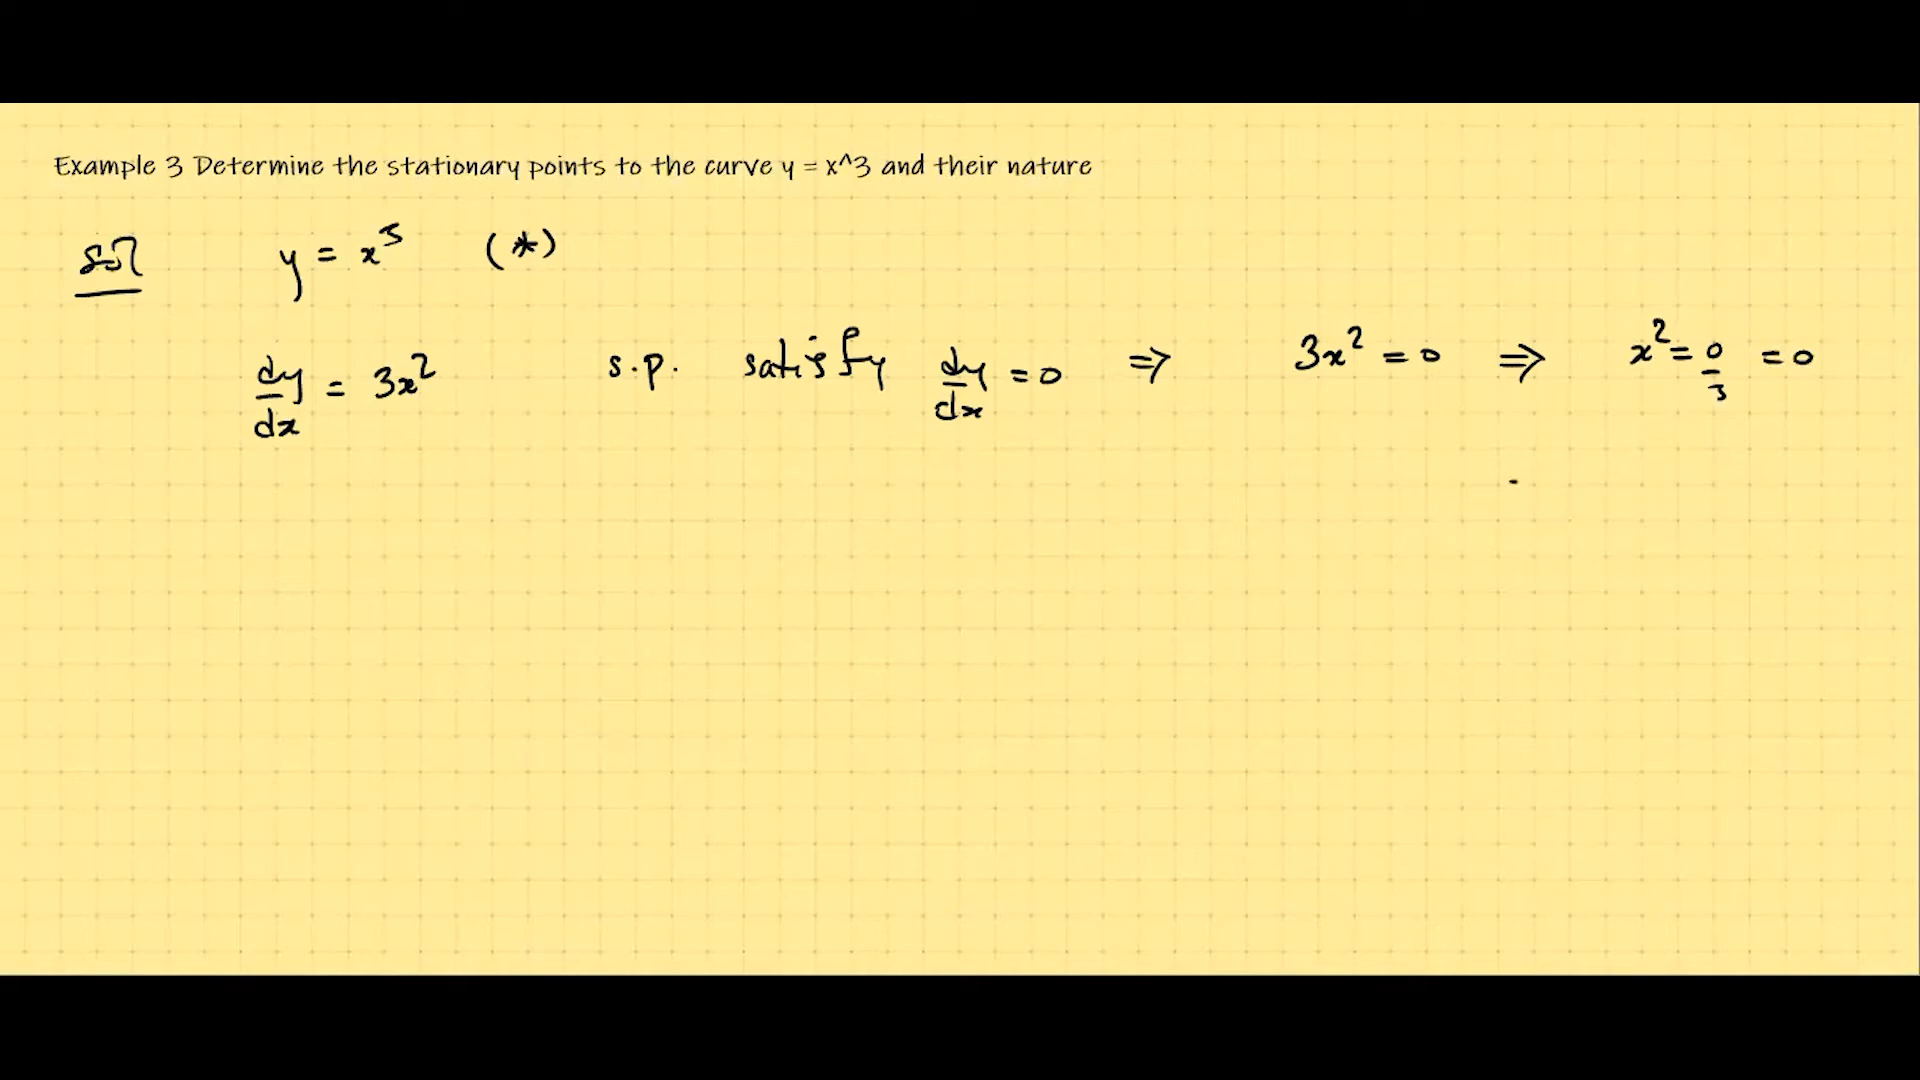 Example 3 Determine the stationary points to the curve y = x^3 and their nature
sol y = x³ (*)
dy/dx = 3x² s.p. satisfy dy/dx = 0 ⇒ 3x² = 0 ⇒ x² = 0/3 = 0